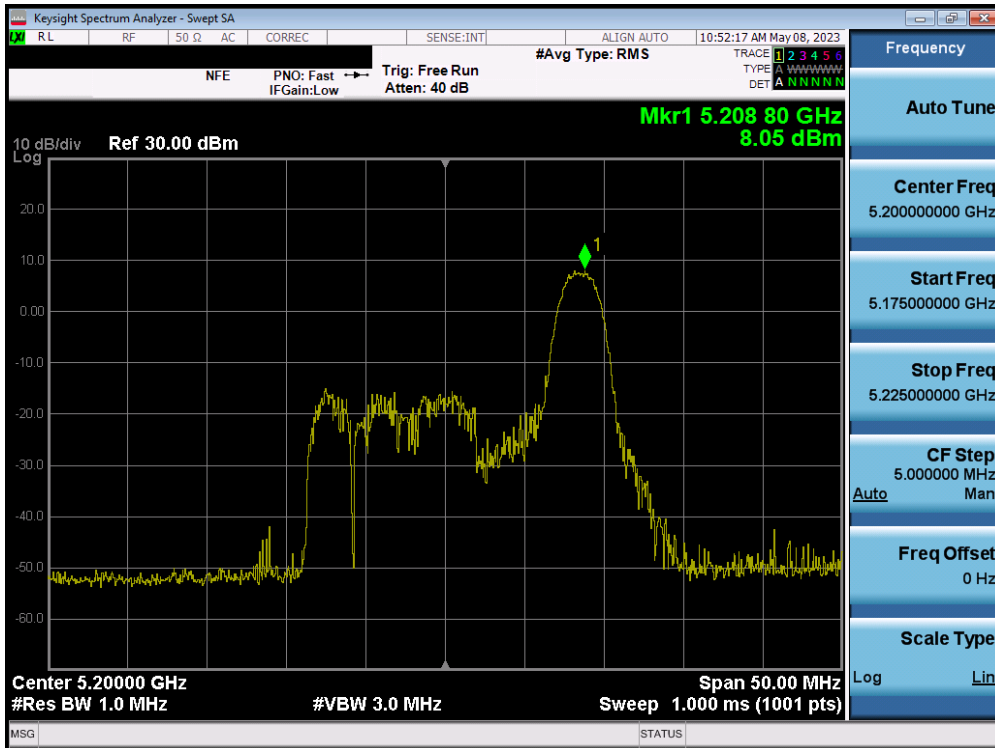 Keysight Spectrum Analyzer - Swept SA
LXI RL RF 50 Ω AC CORREC SENSE:INT ALIGN AUTO 10:52:17 AM May 08, 2023
Frequency
NFE PNO: Fast Trig: Free Run #Avg Type: RMS TRACE 1 2 3 4 5 6
IFGain:Low Atten: 40 dB TYPE A WWWWW
DET A N N N N N
Auto Tune
Mkr1 5.208 80 GHz
8.05 dBm
10 dB/div Ref 30.00 dBm
Log
20.0
10.0
0.00
-10.0
-20.0
-30.0
-40.0
-50.0
-60.0
1
Center Freq
5.200000000 GHz
Start Freq
5.175000000 GHz
Stop Freq
5.225000000 GHz
CF Step
5.000000 MHz
Auto Man
Freq Offset
0 Hz
Scale Type
Log Lin
Center 5.20000 GHz Span 50.00 MHz
#Res BW 1.0 MHz #VBW 3.0 MHz Sweep 1.000 ms (1001 pts)
MSG STATUS